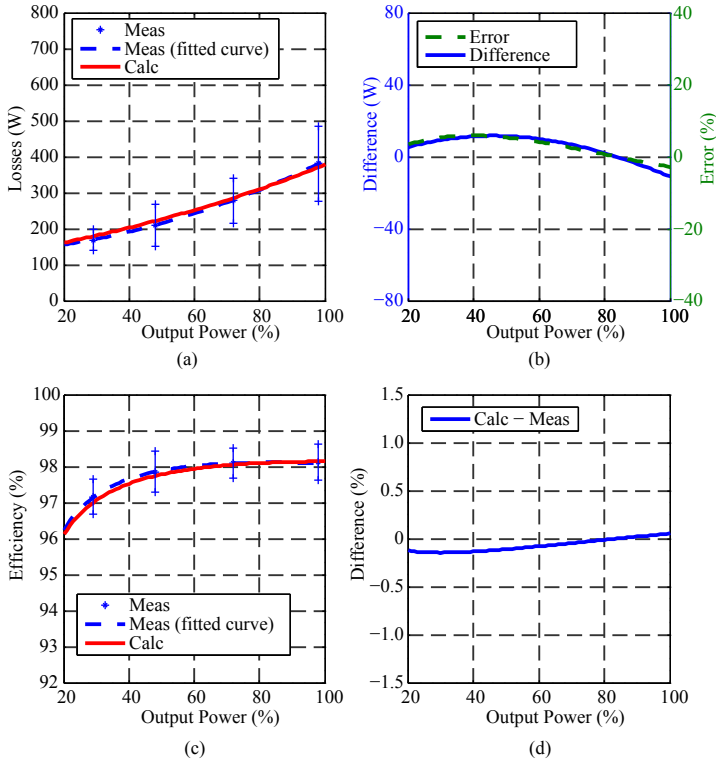 800
700
600
500
400
300
200
100
0
Losses (W)
Meas
Meas (fitted curve)
Calc
20 40 60 80 100
Output Power (%)
(a)
80
40
0
−40
−80
Difference (W)
Error
Difference
40
20
0
−20
−40
Error (%)
20 40 60 80 100
Output Power (%)
(b)
100
99
98
97
96
95
94
93
92
Efficiency (%)
Meas
Meas (fitted curve)
Calc
20 40 60 80 100
Output Power (%)
(c)
1.5
1.0
0.5
0
−0.5
−1.0
−1.5
Difference (%)
Calc − Meas
20 40 60 80 100
Output Power (%)
(d)